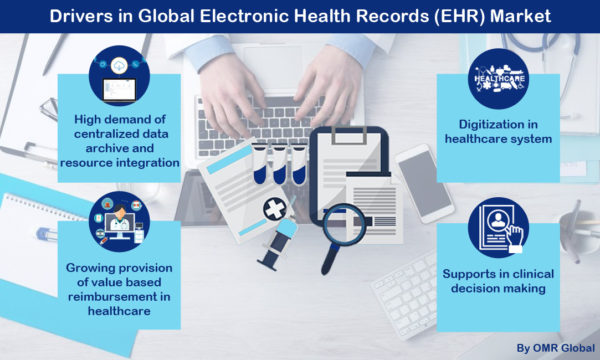 Drivers in Global Electronic Health Records (EHR) Market
High demand of
centralized data
archive and
resource integration
HEALTHCARE
Digitization in
healthcare system
Growing provision
of value based
reimbursement in
healthcare
Supports in clinical
decision making
By OMR Global